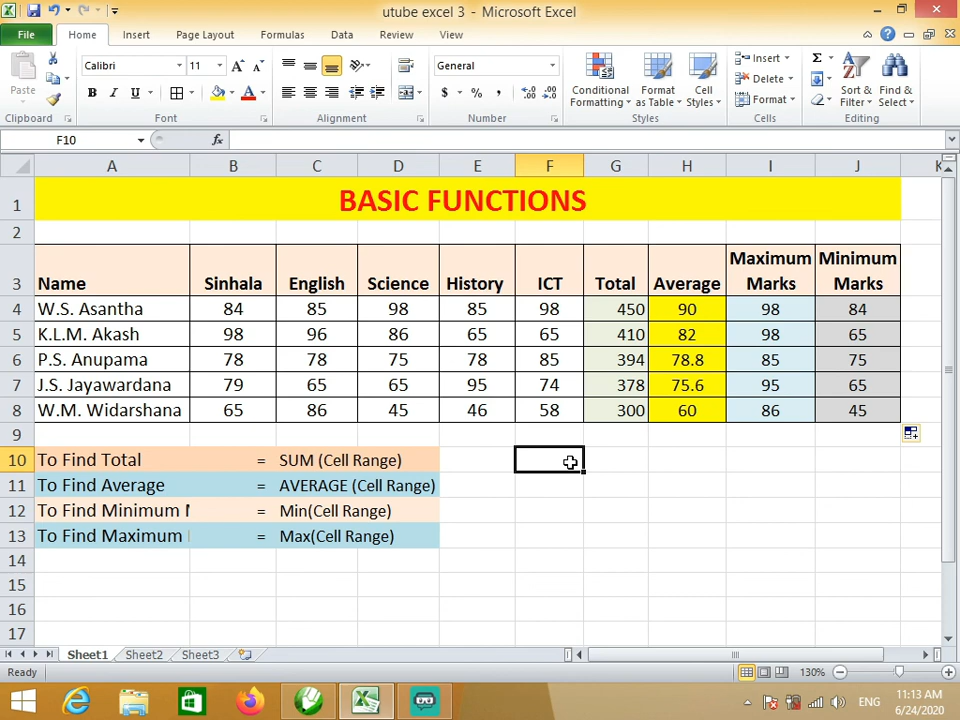 utube excel 3 - Microsoft Excel
File Home Insert Page Layout Formulas Data Review View
Paste
Calibri 11
B I U A
General
$ % ,
Conditional Formatting
Format as Table
Cell Styles
Insert
Delete
Format
Σ
Sort & Filter
Find & Select
Clipboard Font Alignment Number Styles Cells Editing
F10 fx
A B C D E F G H I J K
1 BASIC FUNCTIONS
2
3 Name Sinhala English Science History ICT Total Average Maximum Marks Minimum Marks
4 W.S. Asantha 84 85 98 85 98 450 90 98 84
5 K.L.M. Akash 98 96 86 65 65 410 82 98 65
6 P.S. Anupama 78 78 75 78 85 394 78.8 85 75
7 J.S. Jayawardana 79 65 65 95 74 378 75.6 95 65
8 W.M. Widarshana 65 86 45 46 58 300 60 86 45
9
10 To Find Total = SUM (Cell Range)
11 To Find Average = AVERAGE (Cell Range)
12 To Find Minimum = Min(Cell Range)
13 To Find Maximum = Max(Cell Range)
14
15
16
17
Sheet1 Sheet2 Sheet3
Ready 130%
ENG 11:13 AM
6/24/2020